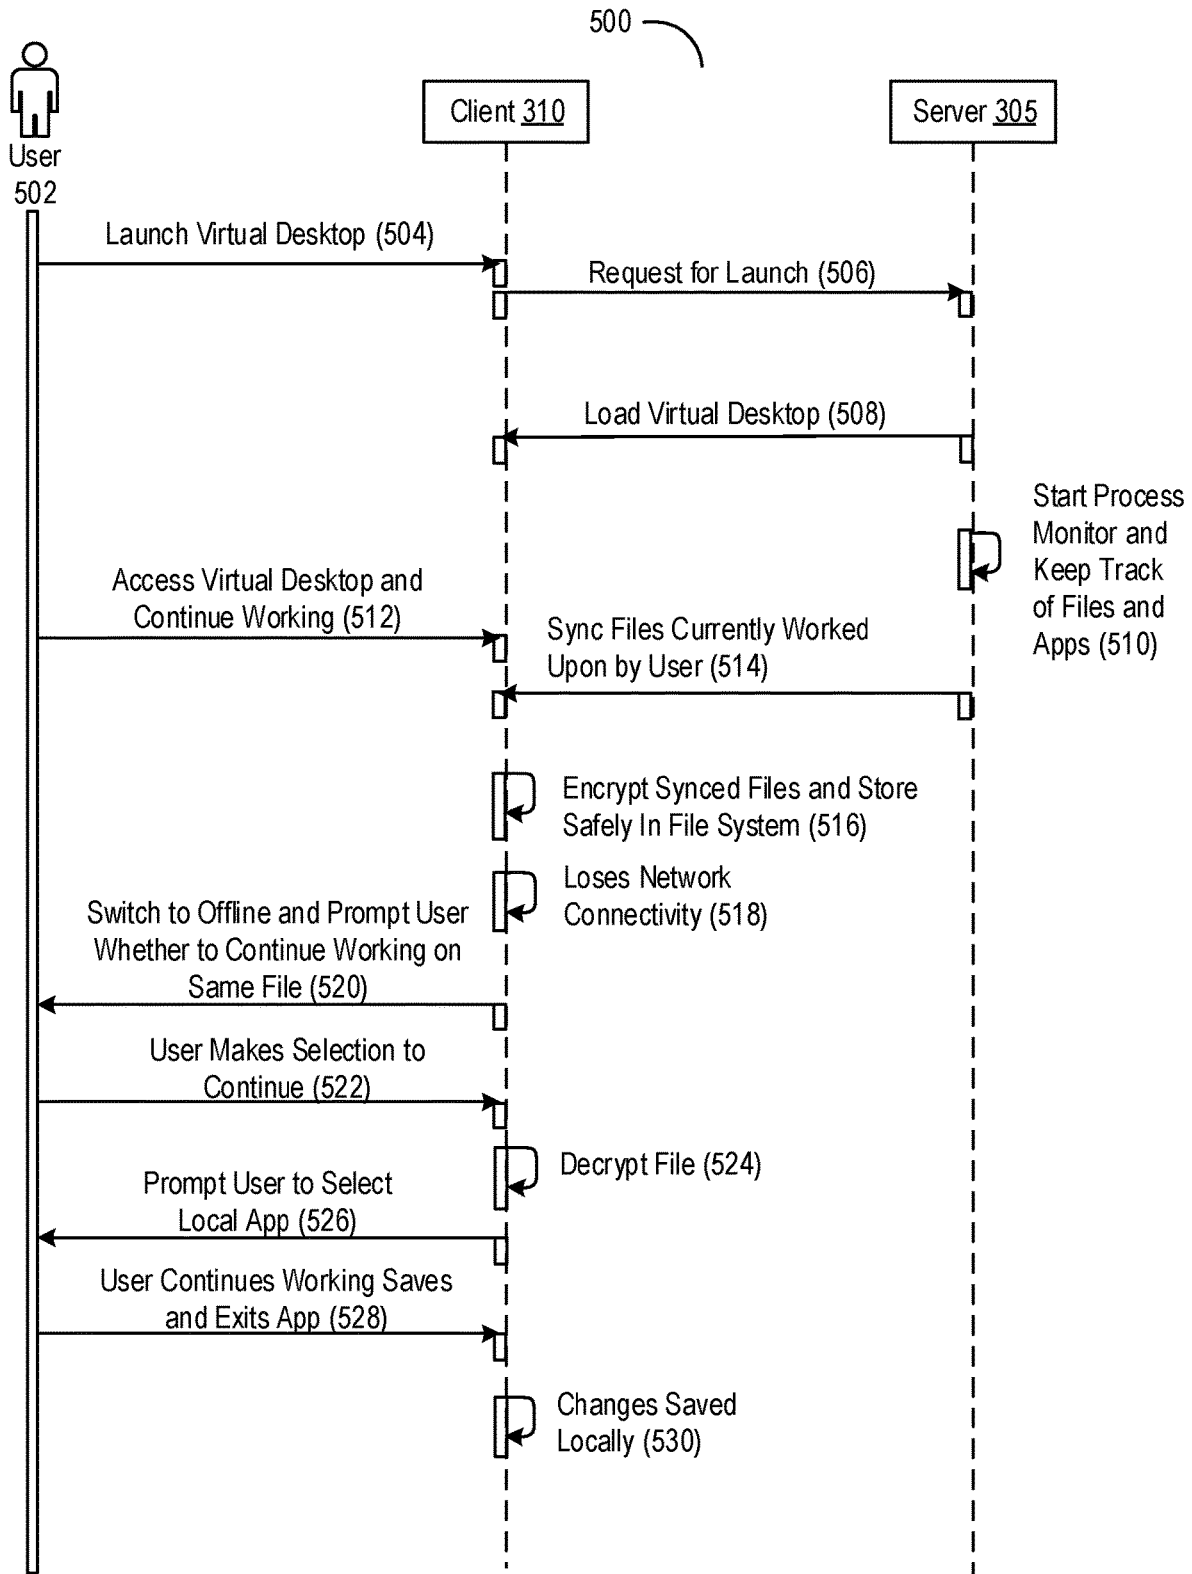 500
Client 310
Server 305
User
502
Launch Virtual Desktop (504)
Request for Launch (506)
Load Virtual Desktop (508)
Start Process
Monitor and
Keep Track
of Files and
Apps (510)
Access Virtual Desktop and
Continue Working (512)
Sync Files Currently Worked
Upon by User (514)
Encrypt Synced Files and Store
Safely In File System (516)
Loses Network
Connectivity (518)
Switch to Offline and Prompt User
Whether to Continue Working on
Same File (520)
User Makes Selection to
Continue (522)
Decrypt File (524)
Prompt User to Select
Local App (526)
User Continues Working Saves
and Exits App (528)
Changes Saved
Locally (530)